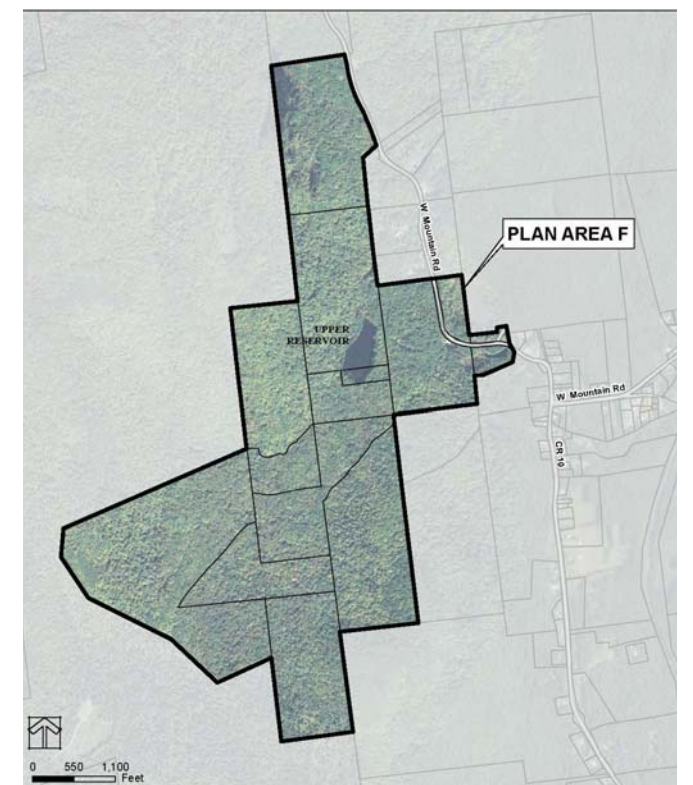 W Mountain Rd
PLAN AREA F
UPPER
RESERVOIR
W Mountain Rd
CR 10
0 550 1,100
Feet